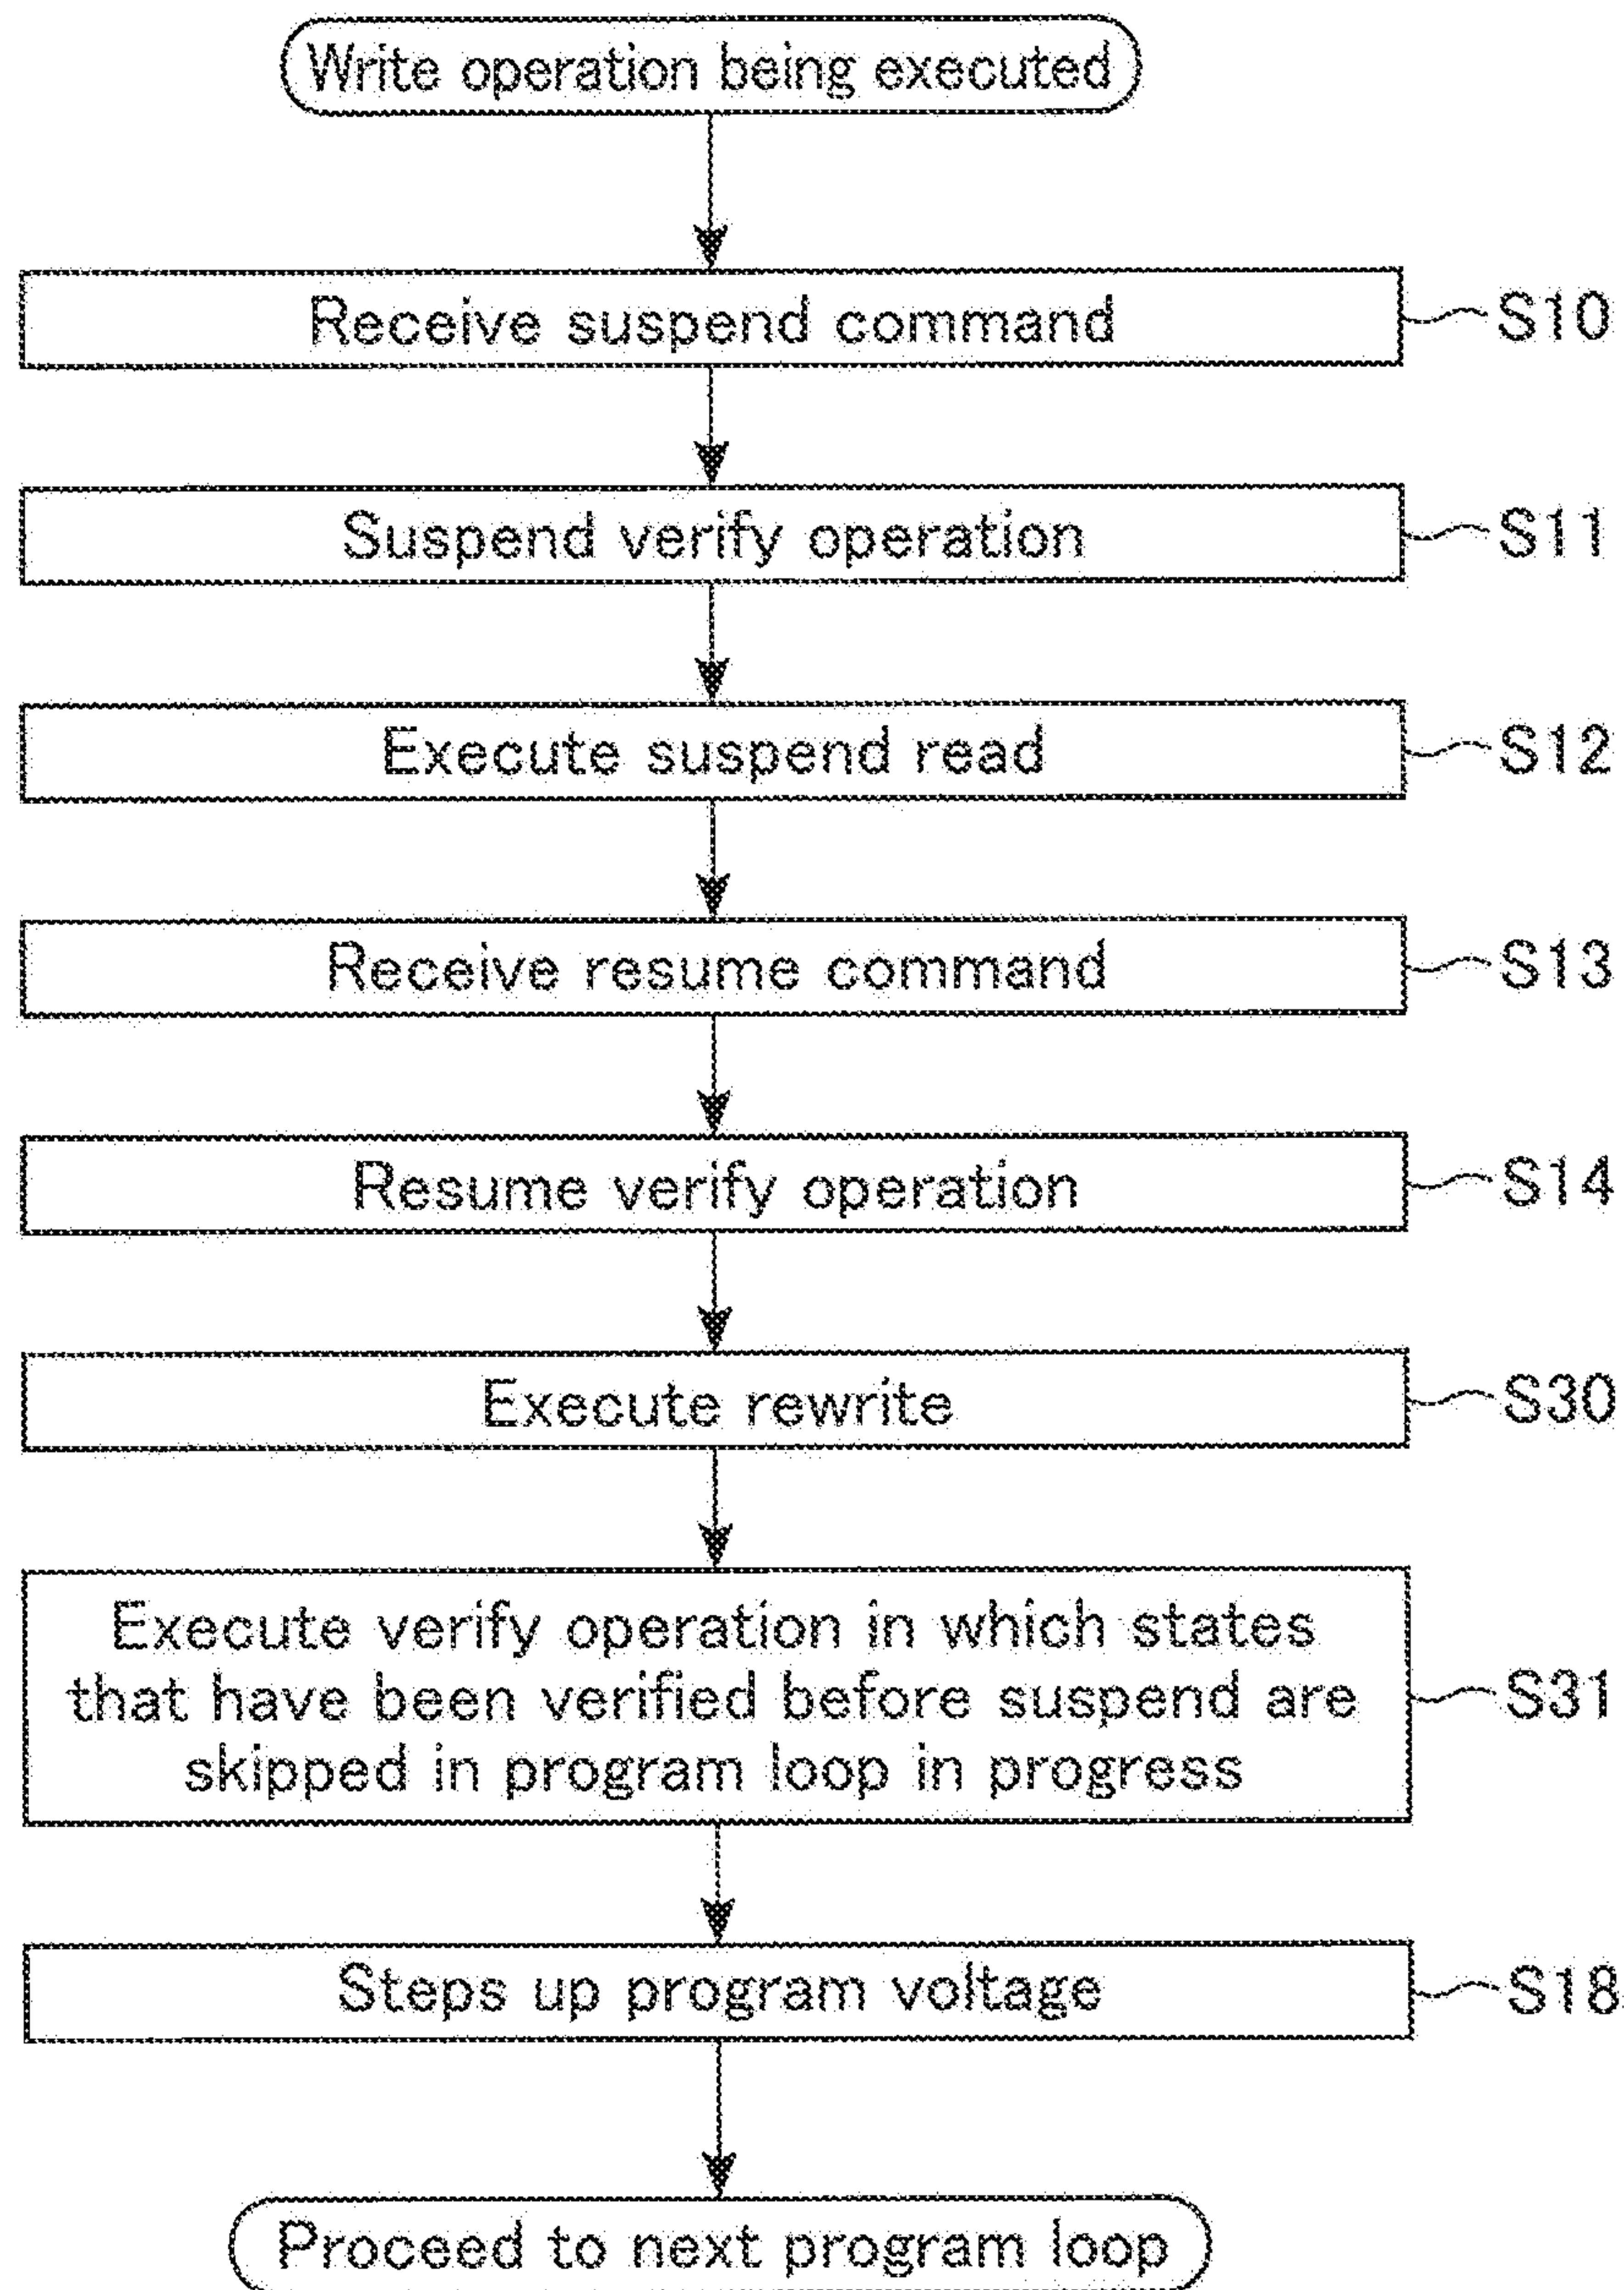 Write operation being executed
Receive suspend command S10
Suspend verify operation S11
Execute suspend read S12
Receive resume command S13
Resume verify operation S14
Execute rewrite S30
Execute verify operation in which states
that have been verified before suspend are S31
skipped in program loop in progress
Steps up program voltage S18
Proceed to next program loop